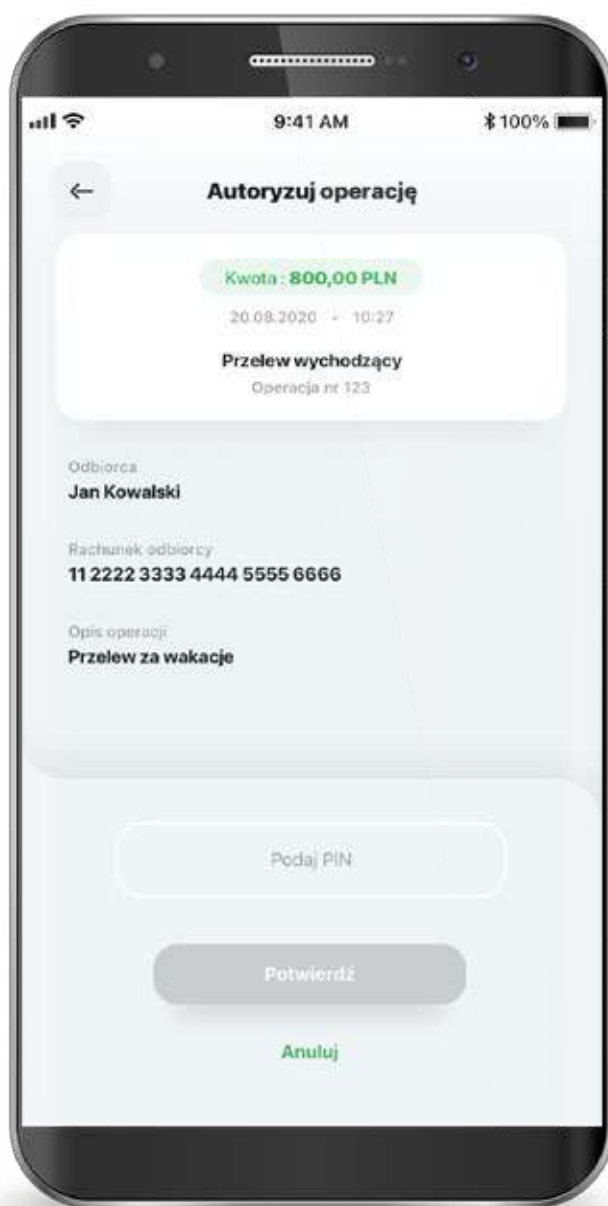 9:41 AM
100%
Autoryzuj operację
Kwota : 800,00 PLN
20.08.2020 - 10:27
Przelew wychodzący
Operacja nr 123
Odbiorca
Jan Kowalski
Rachunek odbiorcy
11 2222 3333 4444 5555 6666
Opis operacji
Przelew za wakacje
Podaj PIN
Potwierdź
Anuluj